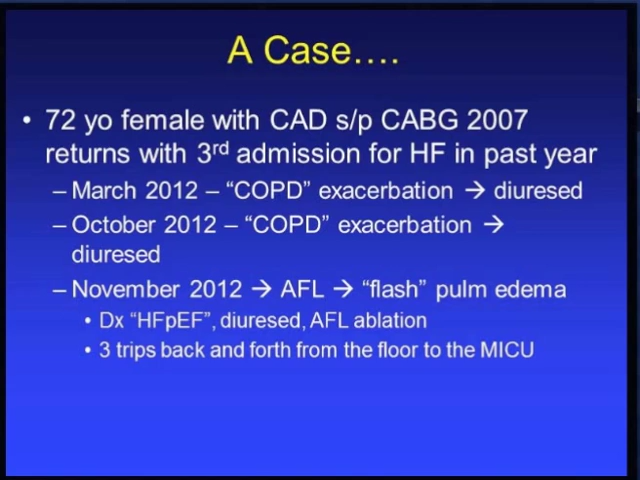 A Case….
• 72 yo female with CAD s/p CABG 2007
returns with 3rd admission for HF in past year
– March 2012 – “COPD” exacerbation → diuresed
– October 2012 – “COPD” exacerbation →
diuresed
– November 2012 → AFL → “flash” pulm edema
• Dx “HFpEF”, diuresed, AFL ablation
• 3 trips back and forth from the floor to the MICU